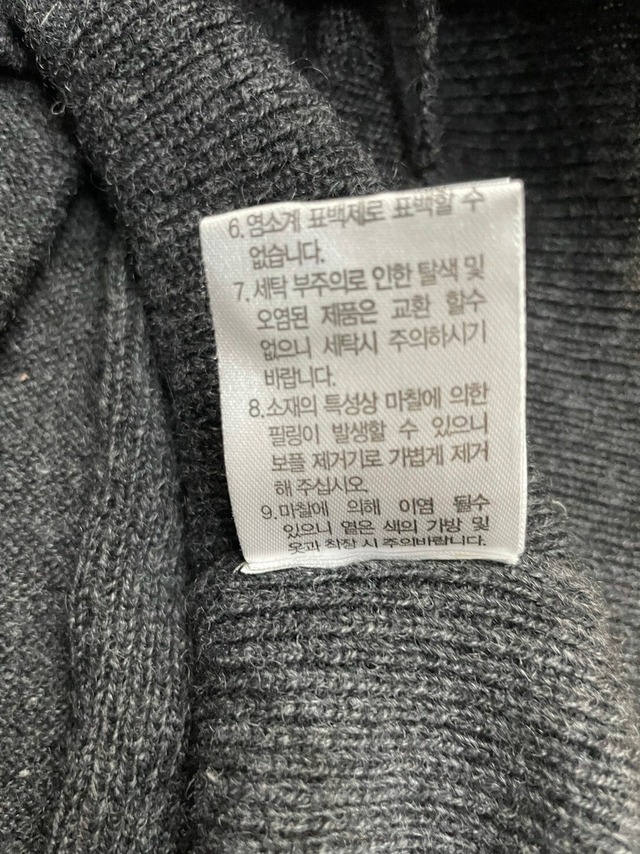 6.염소계 표백제로 표백할 수
없습니다.
7.세탁 부주의로 인한 탈색 및
오염된 제품은 교환 할수
없으니 세탁시 주의하시기
바랍니다.
8.소재의 특성상 마찰에 의한
필링이 발생할 수 있으니
보풀 제거기로 가볍게 제거
해 주십시오.
9.마찰에 의해 이염 될수
있으니 옅은 색의 가방 및
옷과 착장 시 주의바랍니다.